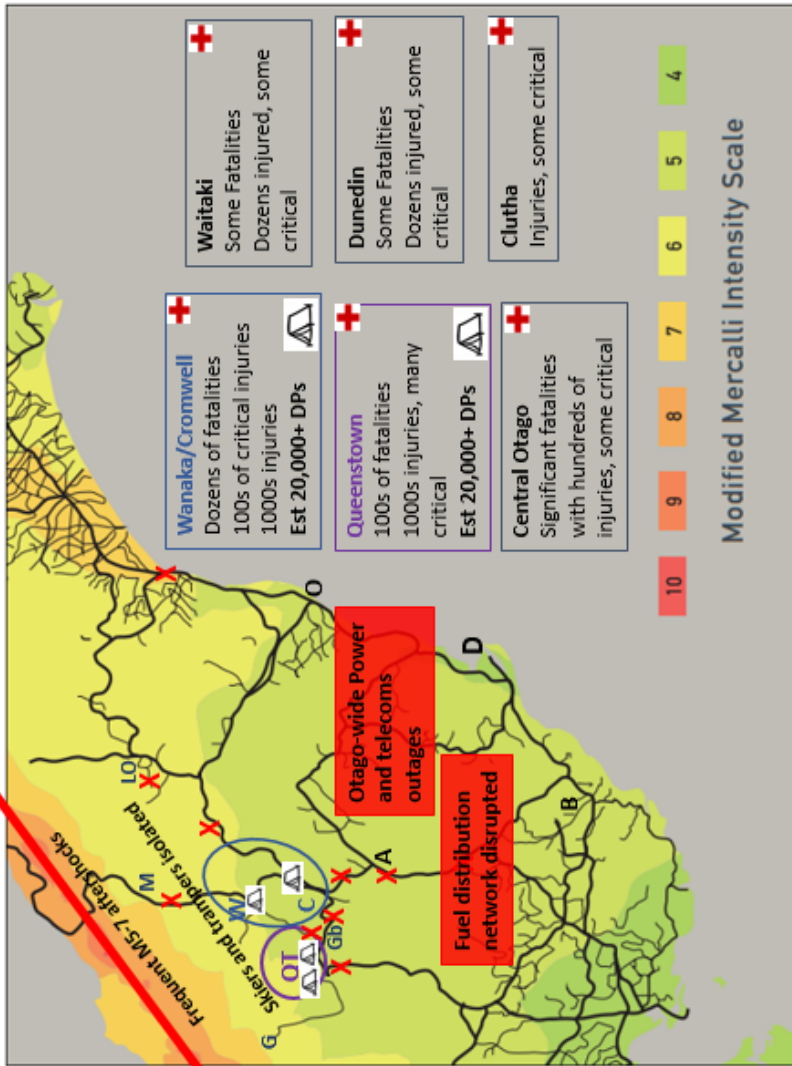 Frequent M5-7 aftershocks
Skiers and trampers isolated
M
LO
W
C
QT
Gb
G
O
A
D
B
Otago-wide Power
and telecoms
outages
Fuel distribution
network disrupted
Wanaka/Cromwell
Dozens of fatalities
100s of critical injuries
1000s injuries
Est 20,000+ DPs
Waitaki
Some Fatalities
Dozens injured, some
critical
Queenstown
100s of fatalities
1000s injuries, many
critical
Est 20,000+ DPs
Dunedin
Some Fatalities
Dozens injured, some
critical
Central Otago
Significant fatalities
with hundreds of
injuries, some critical
Clutha
Injuries, some critical
10 9 8 7 6 5 4
Modified Mercalli Intensity Scale